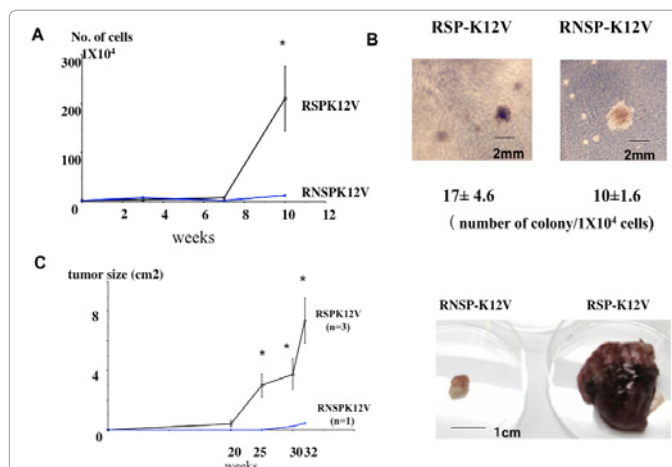 A
No. of cells
1X10⁴
300
200
100
*
RSPK12V
RNSPK12V
0 2 4 6 8 10 12
weeks
B
RSP-K12V RNSP-K12V
2mm 2mm
17± 4.6 10±1.6
( number of colony/1X10⁴ cells)
C
tumor size (cm2)
8
4
0
*
*
*
RSPK12V
(n=3)
RNSPK12V
(n=1)
20 25 30 32
weeks
RNSP-K12V RSP-K12V
1cm